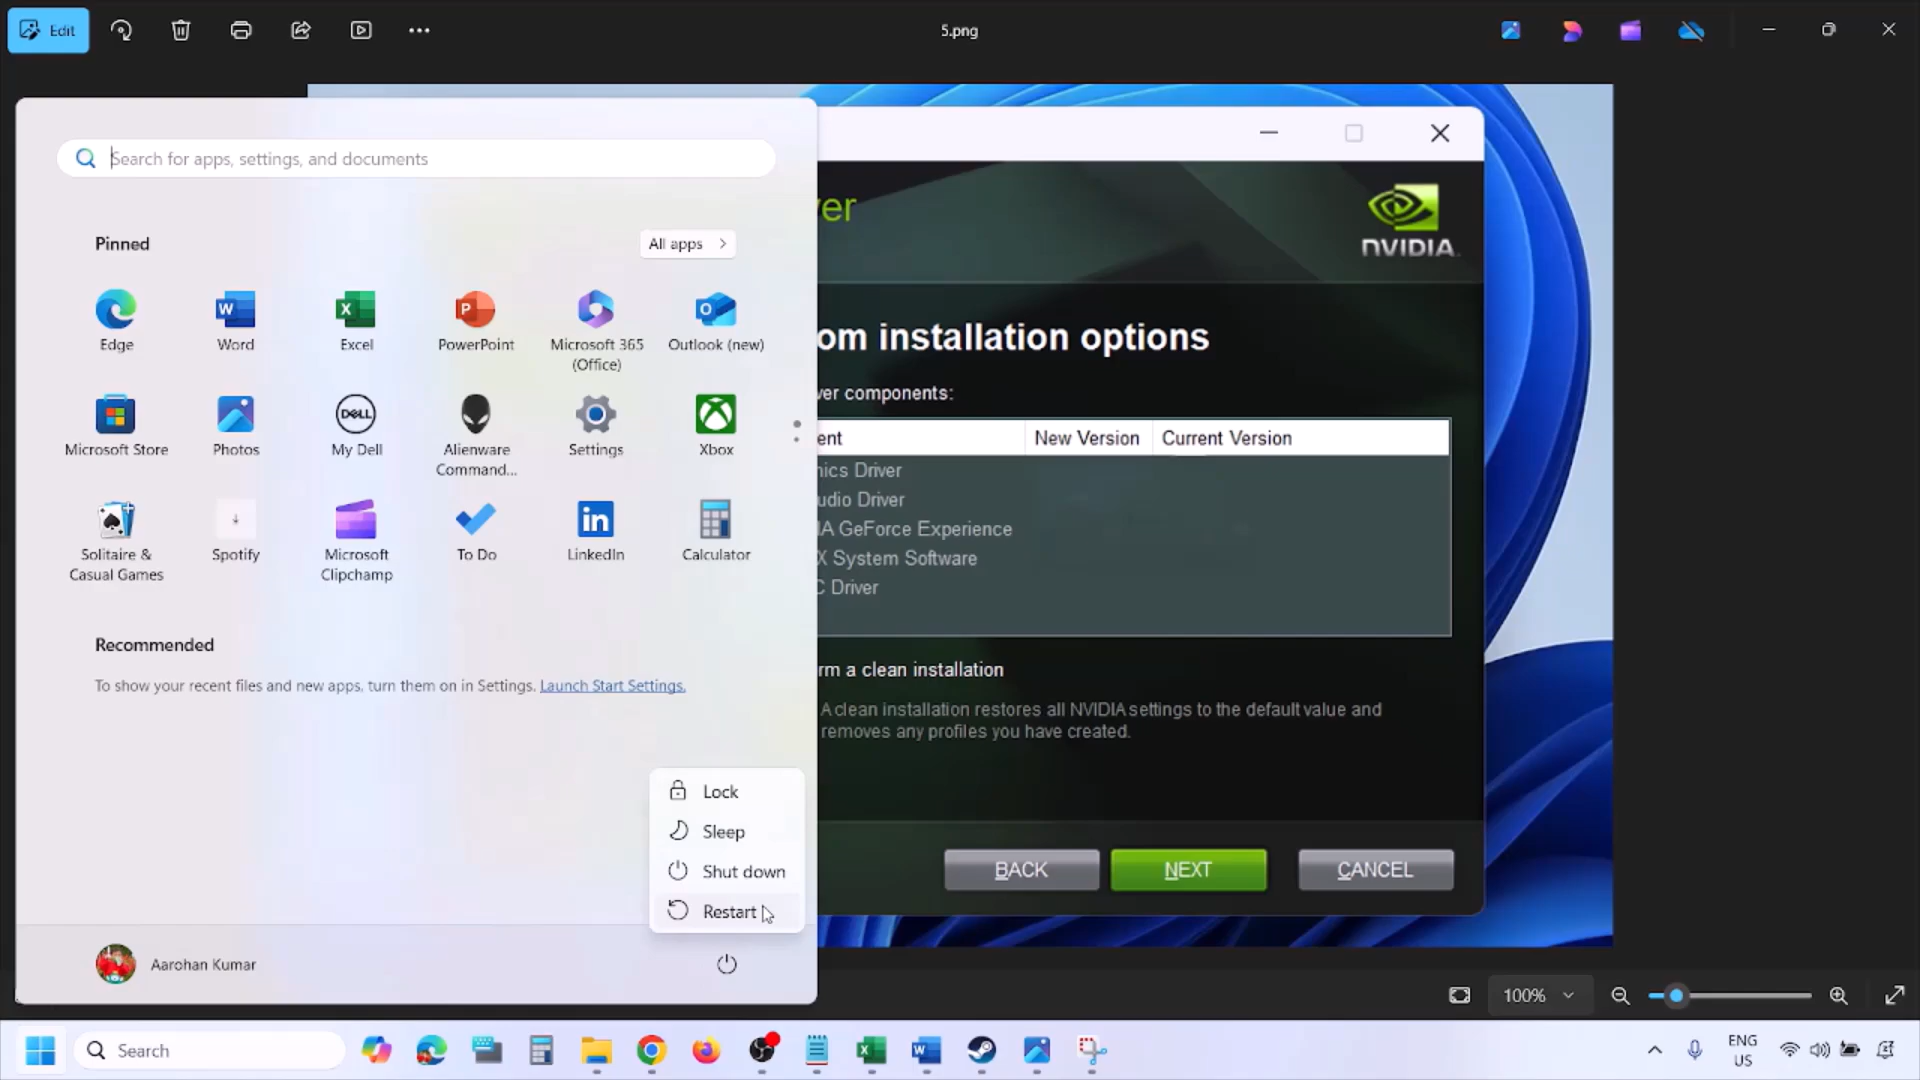 Edit
5.png
Search for apps, settings, and documents
Pinned
All apps
Edge
Word
Excel
PowerPoint
Microsoft 365
(Office)
Outlook (new)
Microsoft Store
Photos
My Dell
Alienware
Command...
Settings
Xbox
Solitaire &
Casual Games
Spotify
Microsoft
Clipchamp
To Do
LinkedIn
Calculator
Recommended
To show your recent files and new apps, turn them on in Settings. Launch Start Settings.
Lock
Sleep
Shut down
Restart
Aarohan Kumar
ver
NVIDIA
om installation options
ver components:
ent
New Version
Current Version
nics Driver
udio Driver
IA GeForce Experience
X System Software
C Driver
rm a clean installation
A clean installation restores all NVIDIA settings to the default value and
removes any profiles you have created.
BACK
NEXT
CANCEL
100%
Search
ENG
US